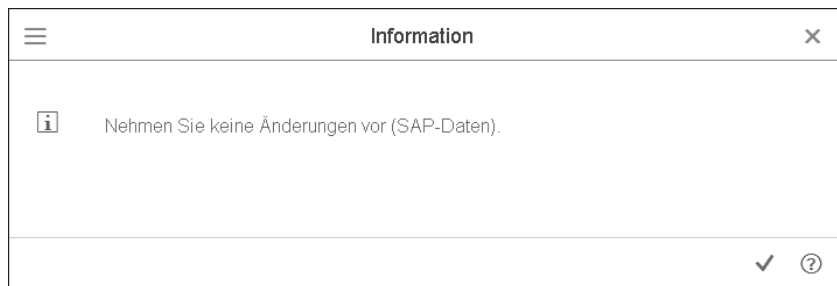 Information
Nehmen Sie keine Änderungen vor (SAP-Daten).